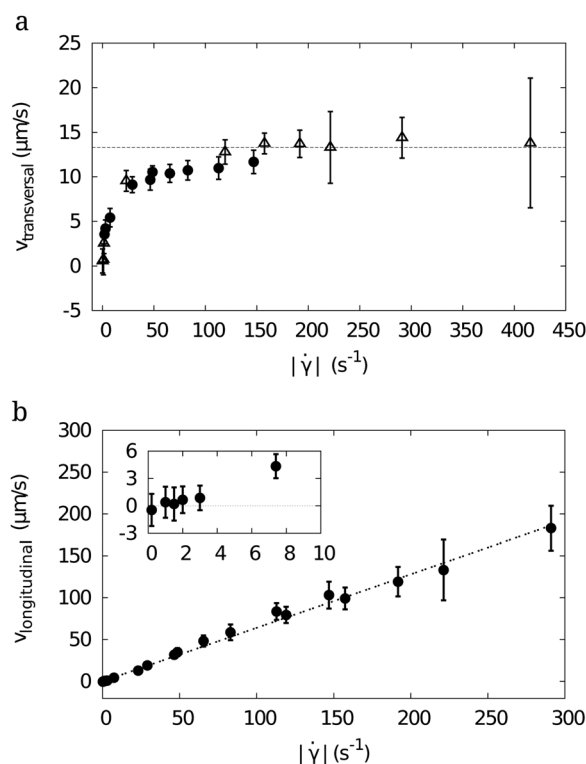 a
25
20
15
10
5
0
-5
v_transversal (µm/s)
0 50 100 150 200 250 300 350 400 450
| γ̇ | (s⁻¹)
b
300
250
200
150
100
50
0
v_longitudinal (µm/s)
6
3
0
-3
0 2 4 6 8 10
0 50 100 150 200 250 300
| γ̇ | (s⁻¹)